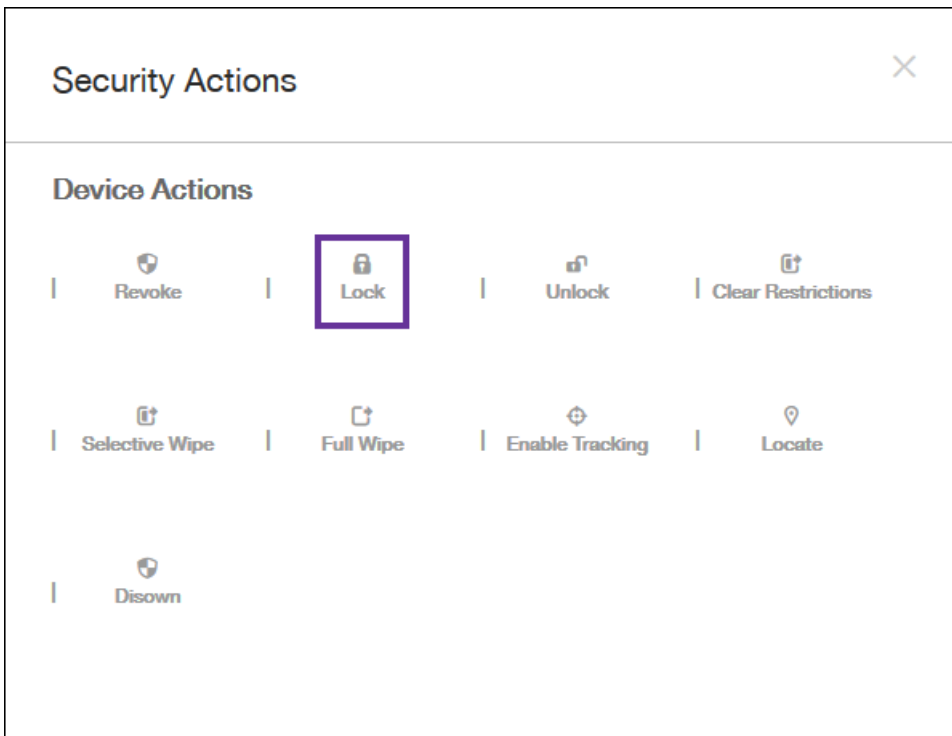 Security Actions
Device Actions
Revoke
Lock
Unlock
Clear Restrictions
Selective Wipe
Full Wipe
Enable Tracking
Locate
Disown